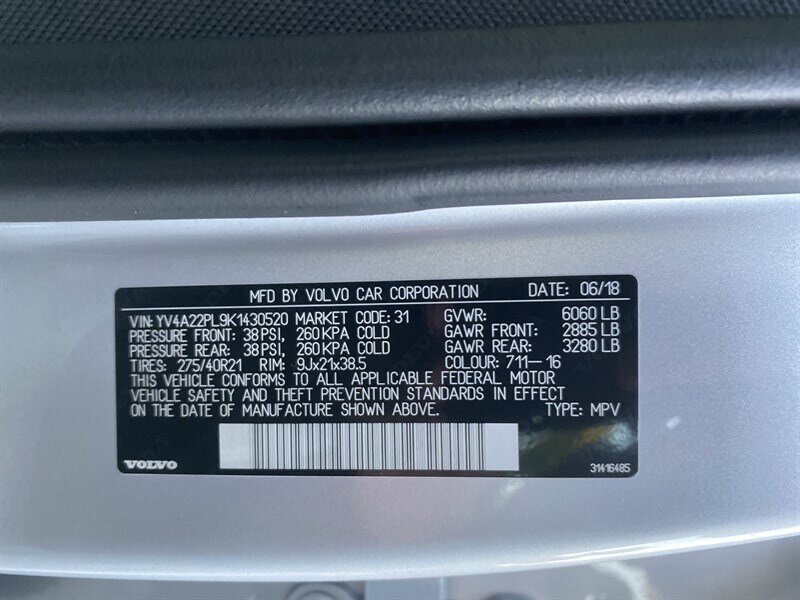 MFD BY VOLVO CAR CORPORATION DATE: 06/18
VIN: YV4A22PL9K1430520 MARKET CODE: 31 GVWR: 6060 LB
PRESSURE FRONT: 38 PSI, 260 KPA COLD GAWR FRONT: 2885 LB
PRESSURE REAR: 38 PSI, 260 KPA COLD GAWR REAR: 3280 LB
TIRES: 275/40R21 RIM: 9Jx21x38.5 COLOUR: 711-16
THIS VEHICLE CONFORMS TO ALL APPLICABLE FEDERAL MOTOR
VEHICLE SAFETY AND THEFT PREVENTION STANDARDS IN EFFECT
ON THE DATE OF MANUFACTURE SHOWN ABOVE. TYPE: MPV
VOLVO 31416485